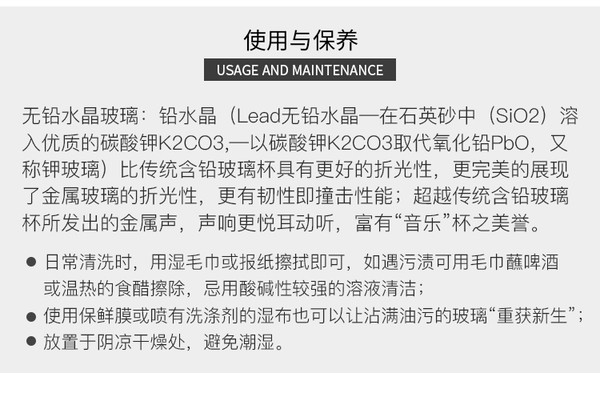 使用与保养
USAGE AND MAINTENANCE
无铅水晶玻璃：铅水晶（Lead无铅水晶—在石英砂中（SiO2）溶
入优质的碳酸钾K2CO3,—以碳酸钾K2CO3取代氧化铅PbO，又
称钾玻璃）比传统含铅玻璃杯具有更好的折光性，更完美的展现
了金属玻璃的折光性，更有韧性即撞击性能；超越传统含铅玻璃
杯所发出的金属声，声响更悦耳动听，富有“音乐”杯之美誉。
● 日常清洗时，用湿毛巾或报纸擦拭即可，如遇污渍可用毛巾蘸啤酒
或温热的食醋擦除，忌用酸碱性较强的溶液清洁；
● 使用保鲜膜或喷有洗涤剂的湿布也可以让沾满油污的玻璃“重获新生”；
● 放置于阴凉干燥处，避免潮湿。